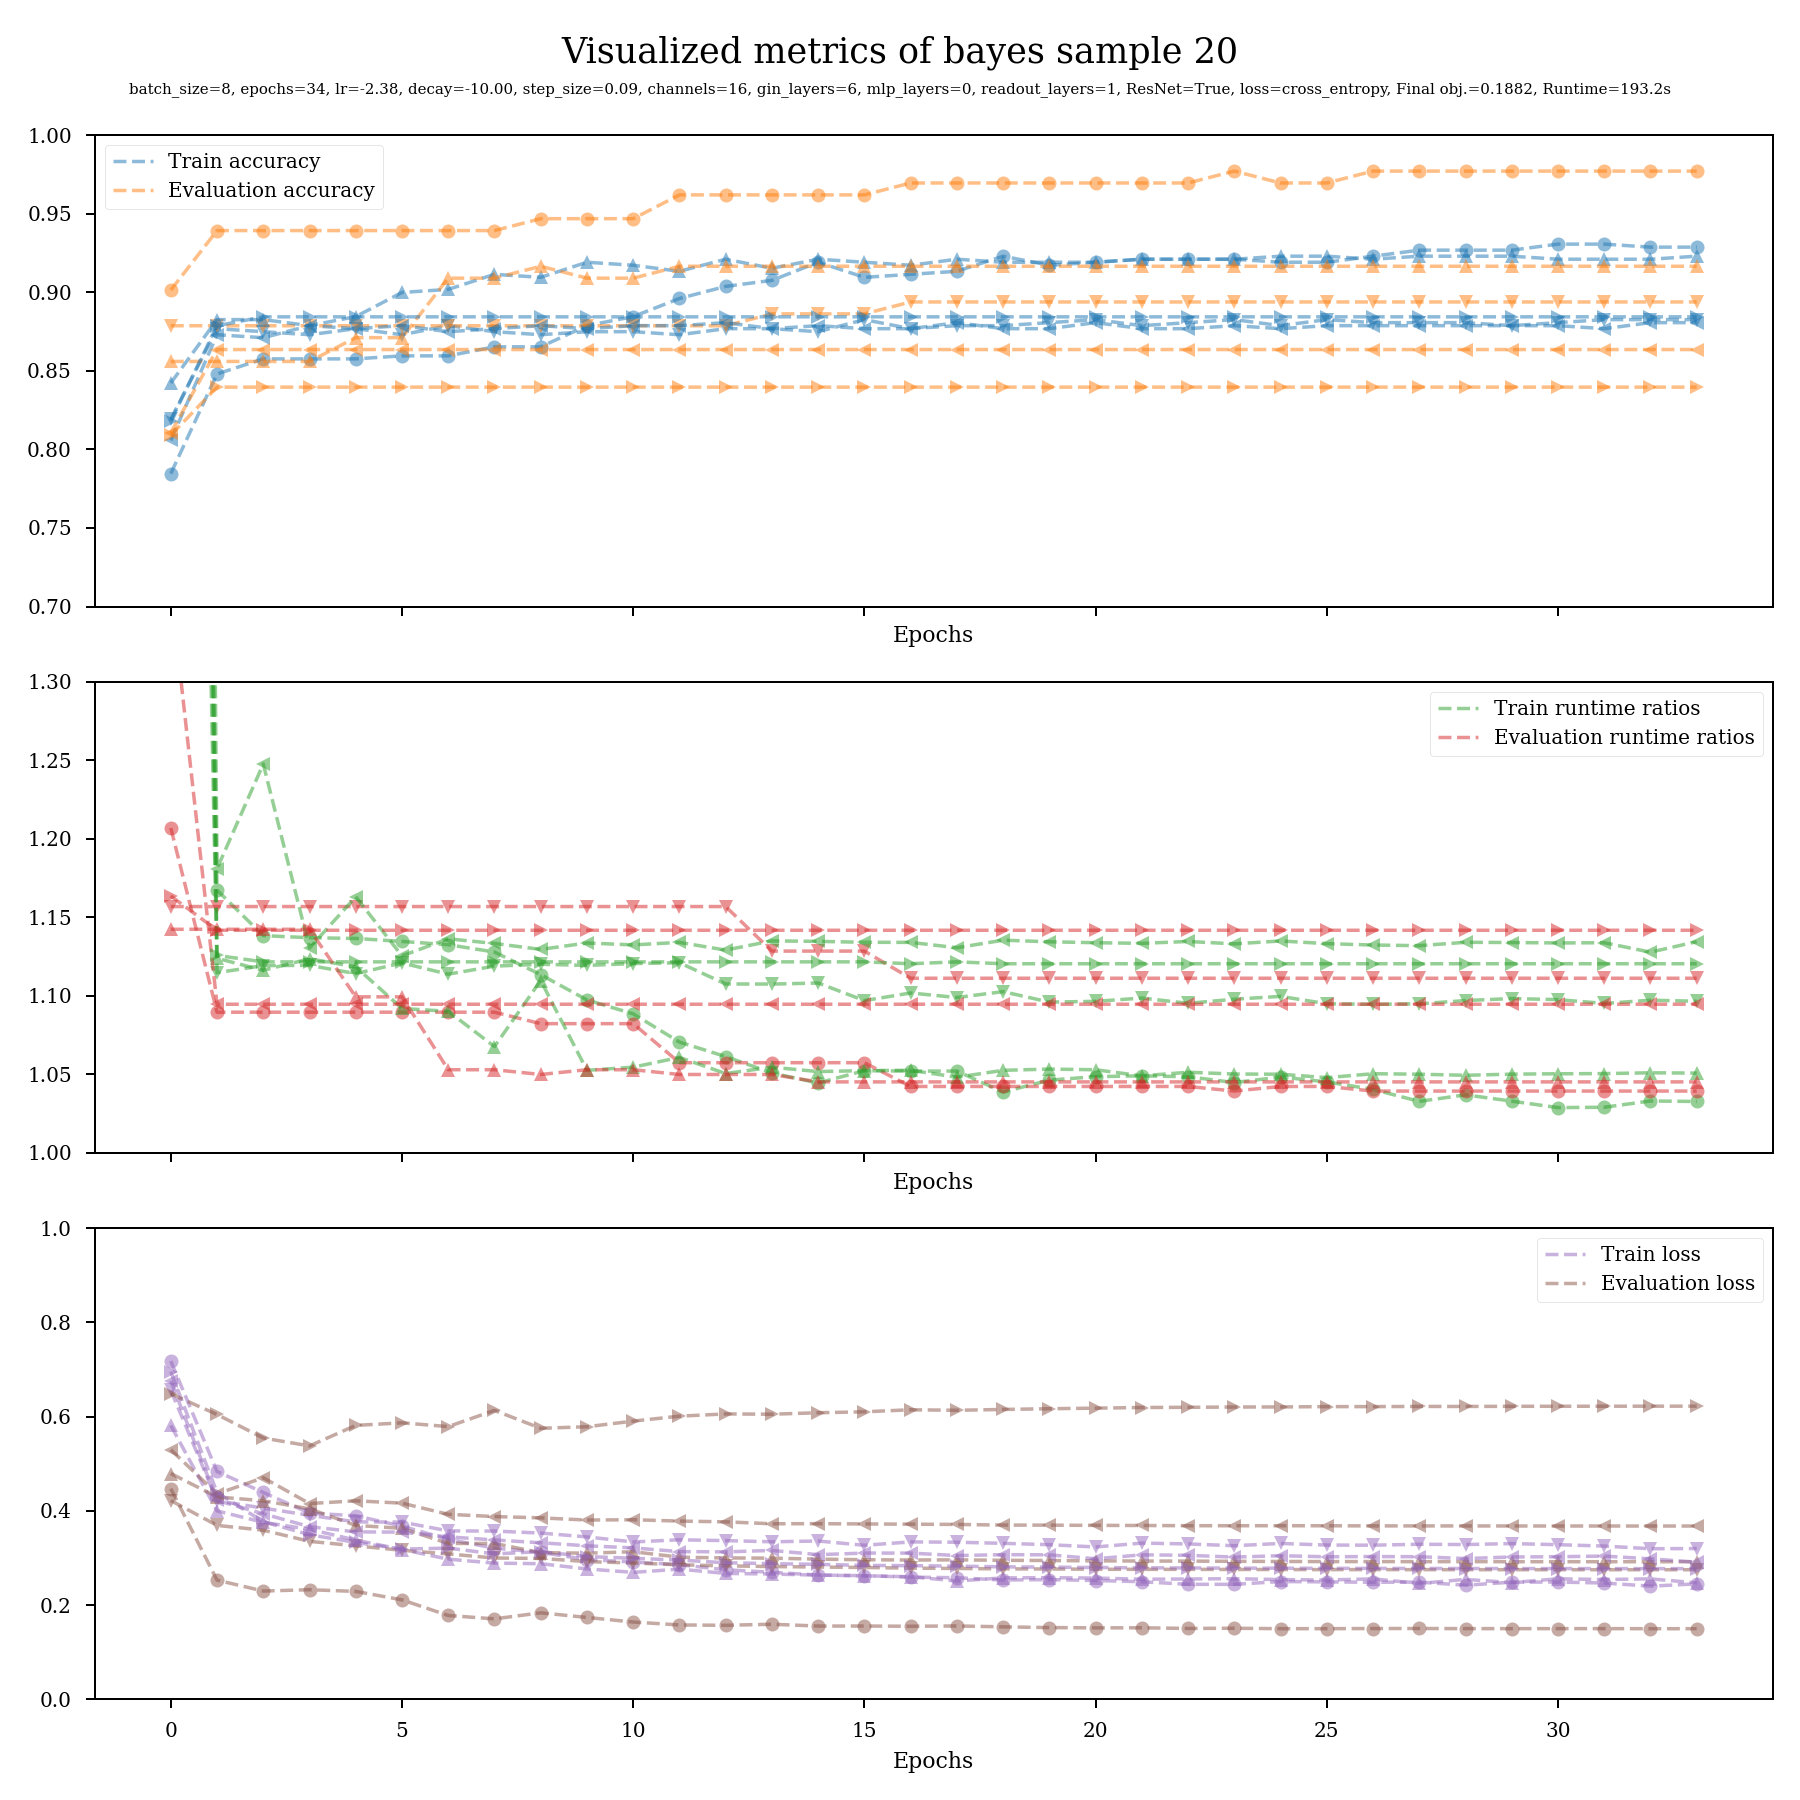 Visualized metrics of bayes sample 20
batch_size=8, epochs=34, lr=-2.38, decay=-10.00, step_size=0.09, channels=16, gin_layers=6, mlp_layers=0, readout_layers=1, ResNet=True, loss=cross_entropy, Final obj.=0.1882, Runtime=193.2s
1.00
0.95
0.90
0.85
0.80
0.75
0.70
Train accuracy
Evaluation accuracy
Epochs
1.30
1.25
1.20
1.15
1.10
1.05
1.00
Train runtime ratios
Evaluation runtime ratios
Epochs
1.0
0.8
0.6
0.4
0.2
0.0
Train loss
Evaluation loss
0 5 10 15 20 25 30
Epochs